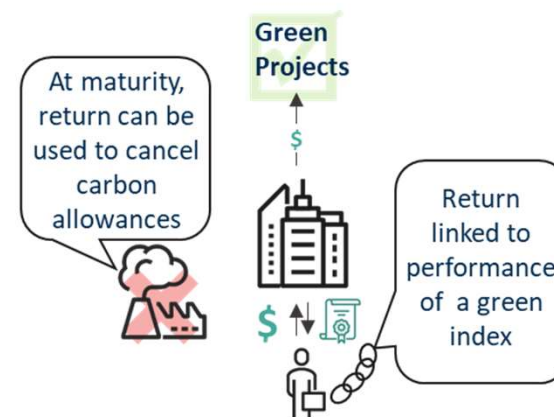 Green
Projects
At maturity,
return can be
used to cancel
carbon
allowances
$
Return
linked to
performance
of a green
index
$